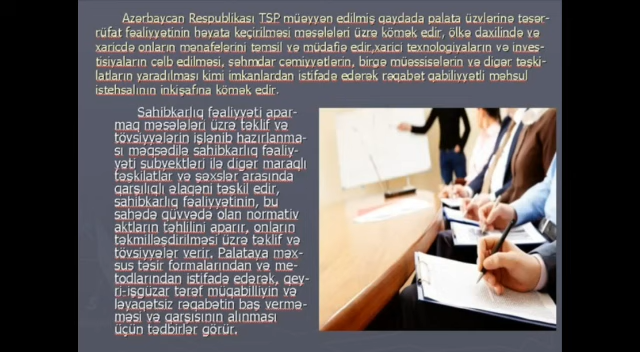 Azərbaycan Respublikası TSP müəyyən edilmiş qaydada palata üzvlərinə təsər-
rüfat fəaliyyətinin həyata keçirilməsi məsələləri üzrə kömək edir, ölkə daxilində və
xaricdə onların mənafelərini təmsil və müdafiə edir,xarici texnologiyaların və inves-
tisiyaların cəlb edilməsi, səhmdar cəmiyyətlərin, birgə müəssisələrin və digər təşki-
latların yaradılması kimi imkanlardan istifadə edərək rəqabət qabiliyyətli məhsul
istehsalının inkişafına kömək edir.
Sahibkarlıq fəaliyyəti apar-
maq məsələləri üzrə təklif və
tövsiyyələrin işlənib hazırlanma-
sı məqsədilə sahibkarlıq fəaliy-
yəti subyektləri ilə digər maraqlı
təşkilatlar və şəxslər arasında
qarşılıqlı əlaqəni təşkil edir,
sahibkarlıq fəaliyyətinin, bu
sahədə qüvvədə olan normativ
aktların təhlilini aparır, onların
təkmilləşdirilməsi üzrə təklif və
tövsiyyələr verir. Palataya məx-
sus təsir formalarından və me-
todlarından istifadə edərək, qey-
ri-işgüzar tərəf müqabilliyin və
ləyaqətsiz rəqabətin baş vermə-
məsi və qarşısının alınması
üçün tədbirlər görür.